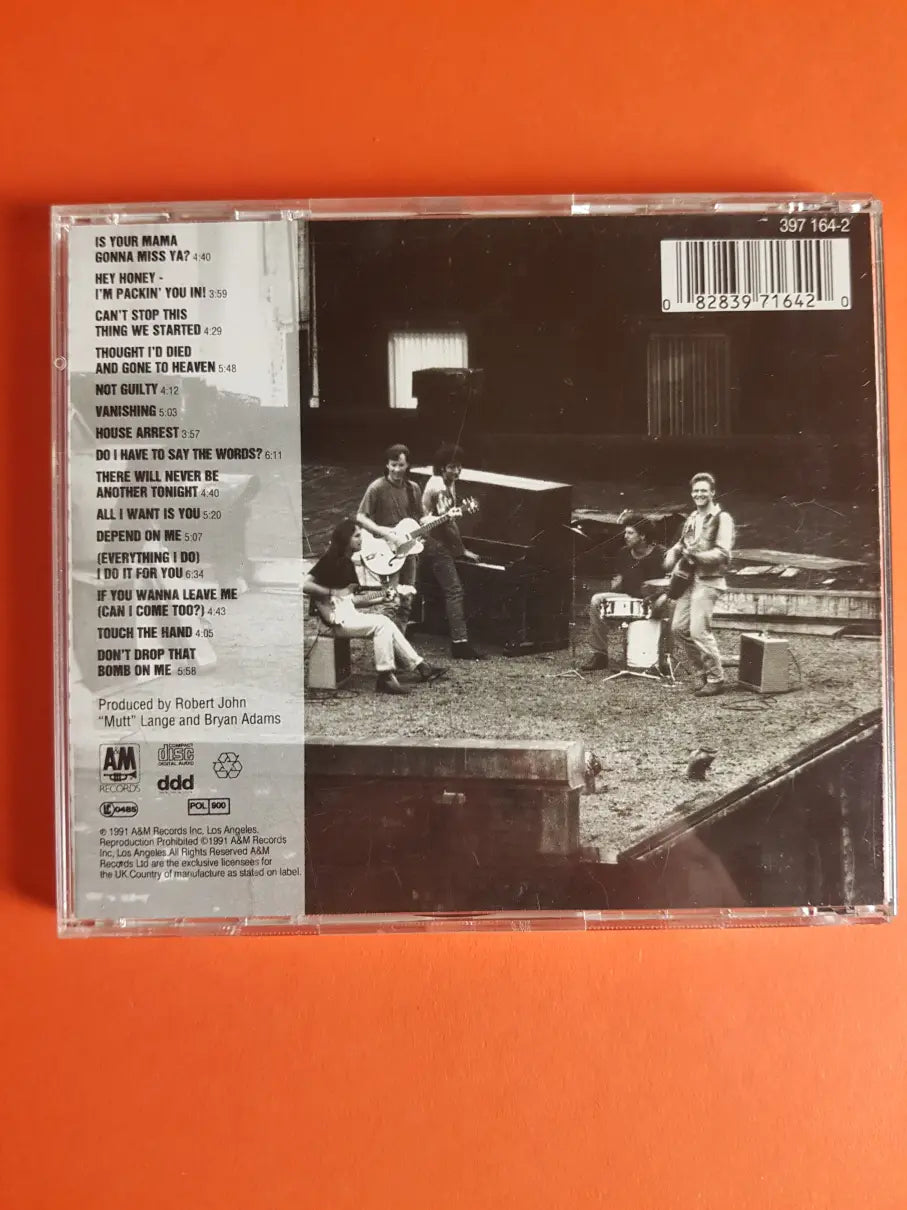 IS YOUR MAMA
GONNA MISS YA? 4:40
HEY HONEY -
I'M PACKIN' YOU IN! 3:59
CAN'T STOP THIS
THING WE STARTED 4:29
THOUGHT I'D DIED
AND GONE TO HEAVEN 5:48
NOT GUILTY 4:12
VANISHING 5:03
HOUSE ARREST 3:57
DO I HAVE TO SAY THE WORDS? 6:11
THERE WILL NEVER BE
ANOTHER TONIGHT 4:40
ALL I WANT IS YOU 5:20
DEPEND ON ME 5:07
(EVERYTHING I DO)
I DO IT FOR YOU 6:34
IF YOU WANNA LEAVE ME
(CAN I COME TOO?) 4:43
TOUCH THE HAND 4:05
DON'T DROP THAT
BOMB ON ME 5:58
Produced by Robert John
"Mutt" Lange and Bryan Adams
A&M
RECORDS
COMPACT
disc
DIGITAL AUDIO
ddd
LC 0485
POL 900
℗ 1991 A&M Records Inc, Los Angeles.
Reproduction Prohibited ©1991 A&M Records
Inc, Los Angeles.All Rights Reserved A&M
Records Ltd are the exclusive licensees for
the UK.Country of manufacture as stated on label.
397 164-2
0 82839 71642 0